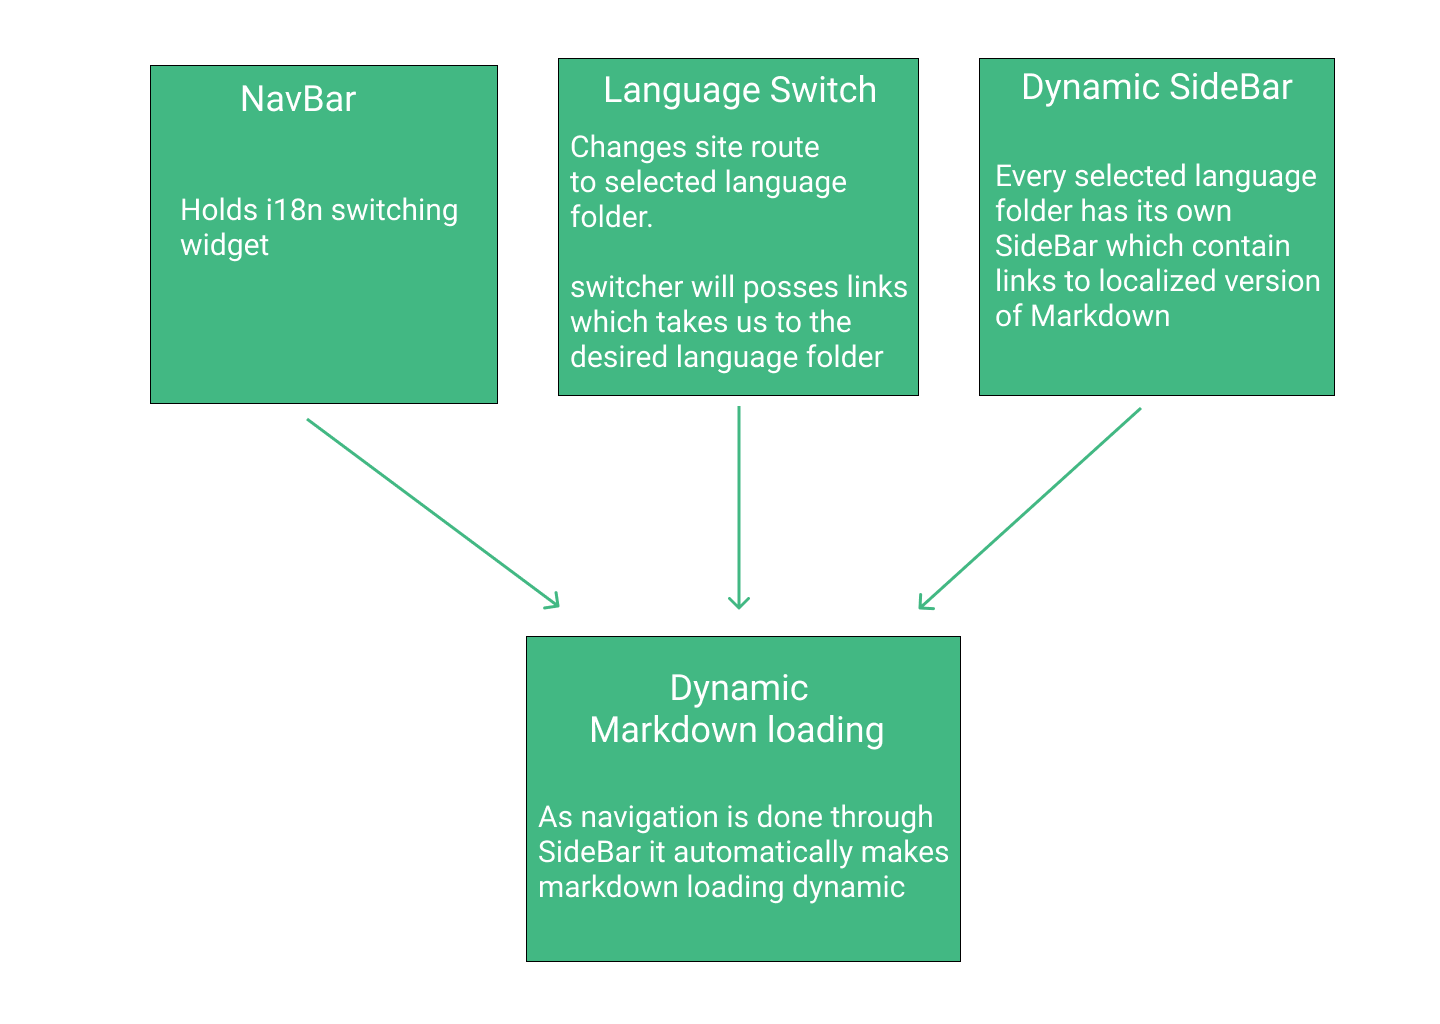 NavBar
Holds i18n switching
widget
Language Switch
Changes site route
to selected language
folder.
switcher will posses links
which takes us to the
desired language folder
Dynamic SideBar
Every selected language
folder has its own
SideBar which contain
links to localized version
of Markdown
Dynamic
Markdown loading
As navigation is done through
SideBar it automatically makes
markdown loading dynamic